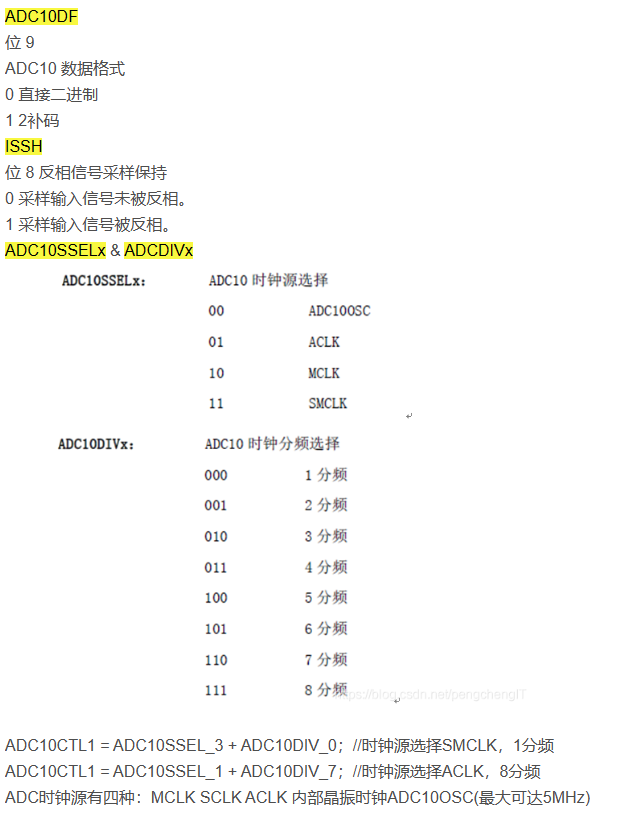 ADC10DF
位 9
ADC10 数据格式
0 直接二进制
1 2补码
ISSH
位 8 反相信号采样保持
0 采样输入信号未被反相。
1 采样输入信号被反相。
ADC10SSELx & ADCDIVx
ADC10SSELx： ADC10 时钟源选择
00 ADC10OSC
01 ACLK
10 MCLK
11 SMCLK
ADC10DIVx： ADC10 时钟分频选择
000 1 分频
001 2 分频
010 3 分频
011 4 分频
100 5 分频
101 6 分频
110 7 分频
111 8 分频
https://blog.csdn.net/pengchengIT
ADC10CTL1 = ADC10SSEL_3 + ADC10DIV_0；//时钟源选择SMCLK，1分频
ADC10CTL1 = ADC10SSEL_1 + ADC10DIV_7；//时钟源选择ACLK，8分频
ADC时钟源有四种：MCLK SCLK ACLK 内部晶振时钟ADC10OSC(最大可达5MHz)